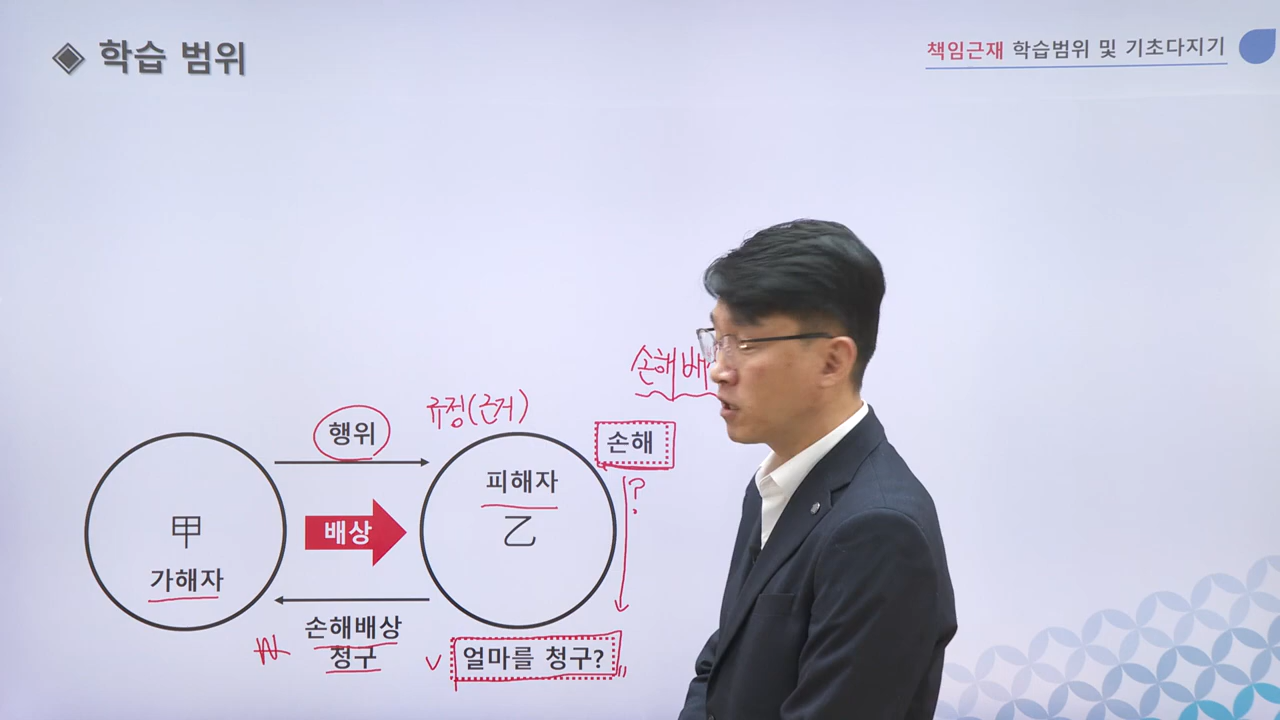 ◈ 학습 범위
책임근재 학습범위 및 기초다지기
손해배
규정(근거)
행위
손해
피해자
?
甲
배상
乙
가해자
손해배상
청구
₩
얼마를 청구?